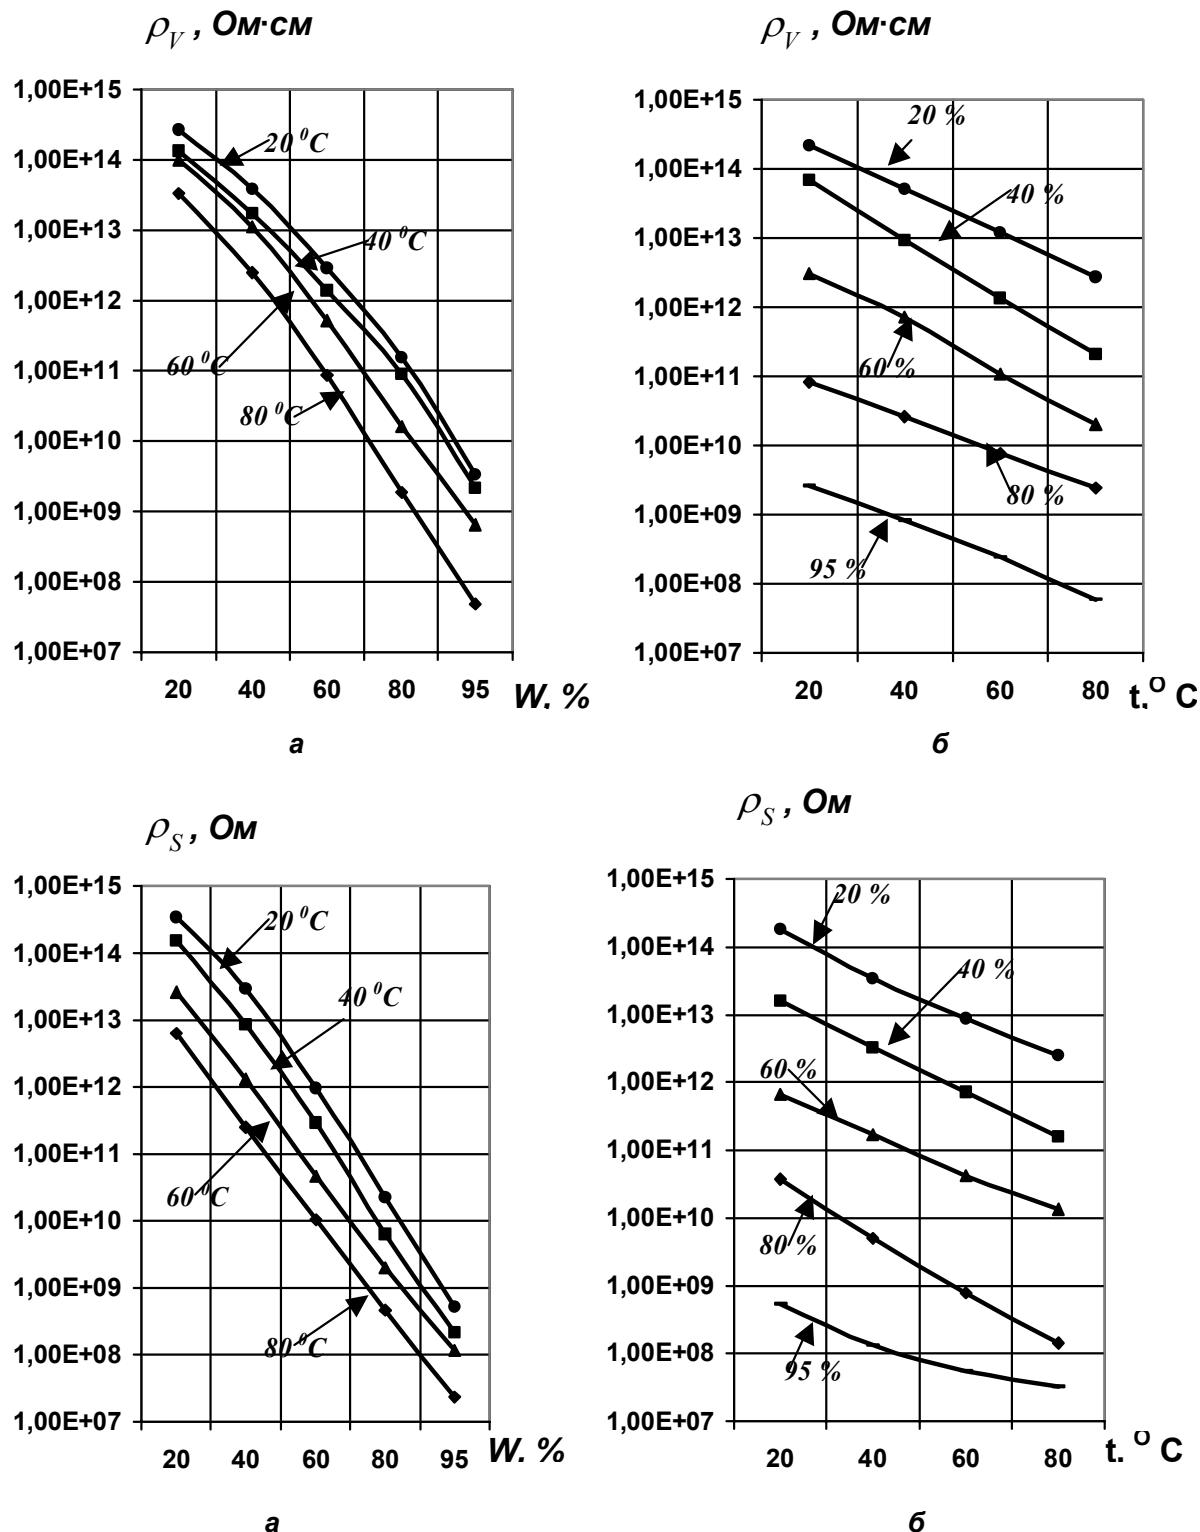 ρV , Ом·см
1,00E+15
1,00E+14
1,00E+13
1,00E+12
1,00E+11
1,00E+10
1,00E+09
1,00E+08
1,00E+07
20 ⁰C
40 ⁰C
60 ⁰C
80 ⁰C
20 40 60 80 95 W, %
а
ρV , Ом·см
1,00E+15
1,00E+14
1,00E+13
1,00E+12
1,00E+11
1,00E+10
1,00E+09
1,00E+08
1,00E+07
20 %
40 %
60 %
80 %
95 %
20 40 60 80 t,О С
б
ρS , Ом
1,00E+15
1,00E+14
1,00E+13
1,00E+12
1,00E+11
1,00E+10
1,00E+09
1,00E+08
1,00E+07
20 ⁰C
40 ⁰C
60 ⁰C
80 ⁰C
20 40 60 80 95 W, %
а
ρS , Ом
1,00E+15
1,00E+14
1,00E+13
1,00E+12
1,00E+11
1,00E+10
1,00E+09
1,00E+08
1,00E+07
20 %
40 %
60 %
80 %
95 %
20 40 60 80 t, О С
б